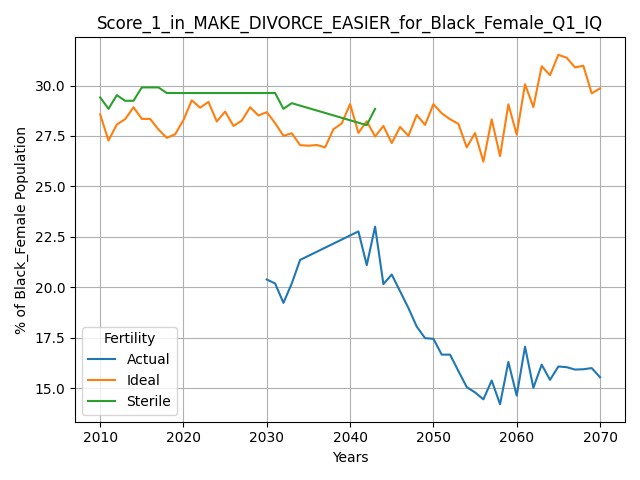 Score_1_in_MAKE_DIVORCE_EASIER_for_Black_Female_Q1_IQ
% of Black_Female Population
30.0
27.5
25.0
22.5
20.0
17.5
15.0
Fertility
Actual
Ideal
Sterile
2010 2020 2030 2040 2050 2060 2070
Years